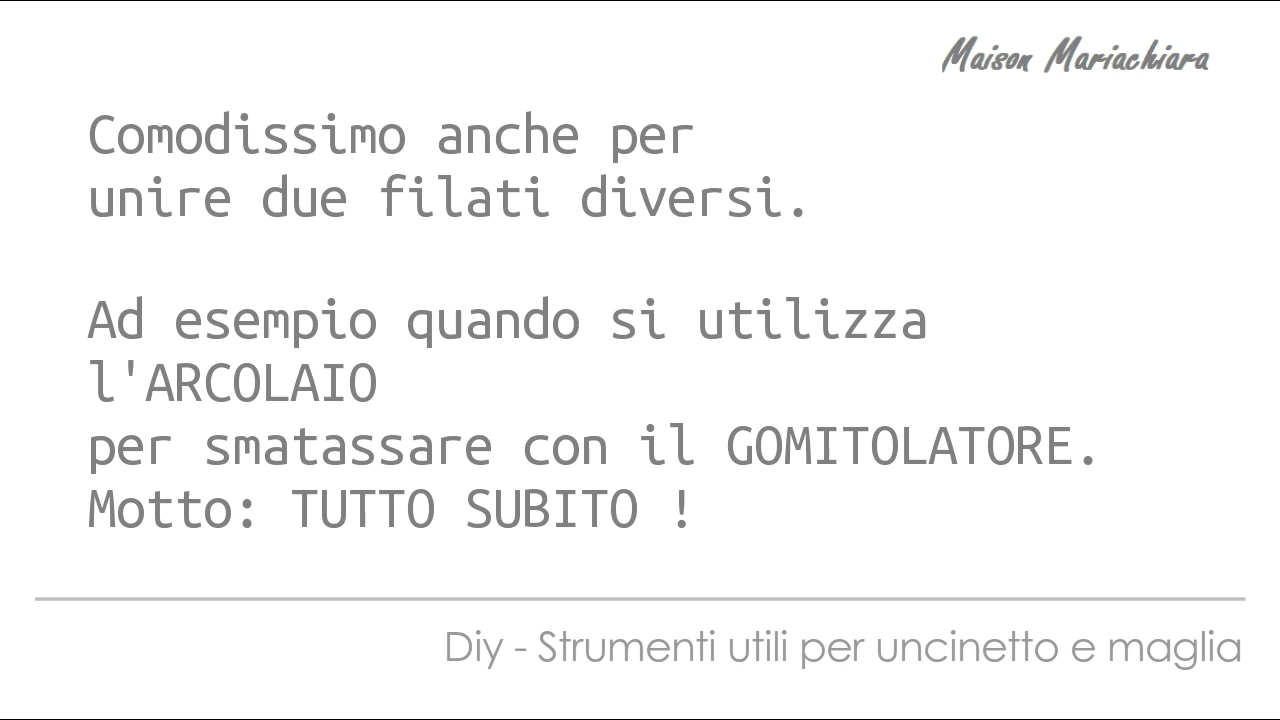 Maison Mariachiara
Comodissimo anche per
unire due filati diversi.
Ad esempio quando si utilizza
l'ARCOLAIO
per smatassare con il GOMITOLATORE.
Motto: TUTTO SUBITO !
Diy - Strumenti utili per uncinetto e maglia